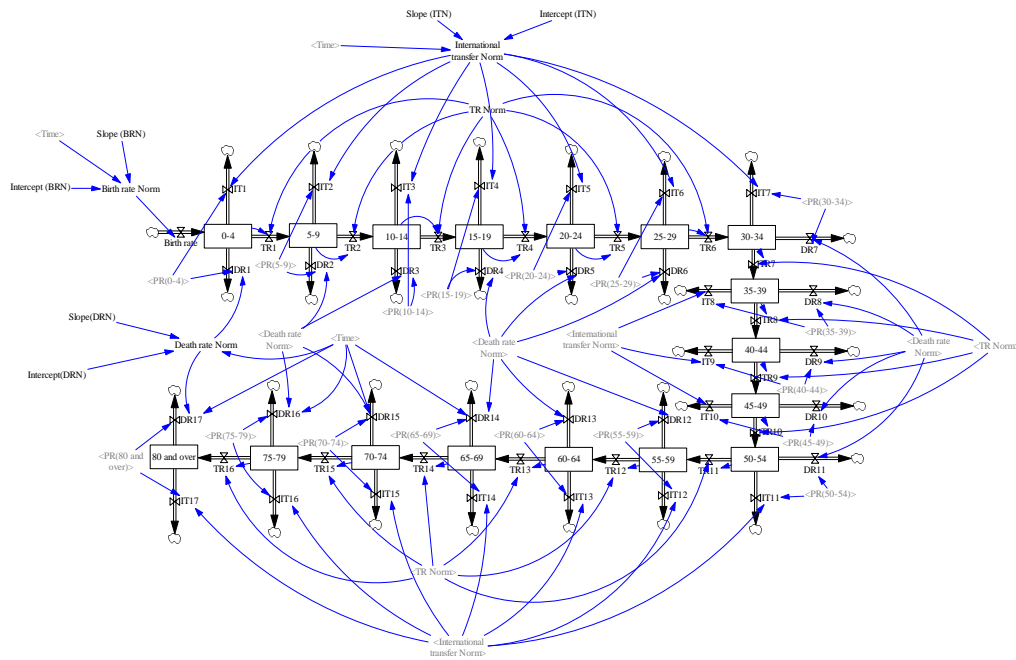 Slope (ITN)
Intercept (ITN)
<Time>
International
transfer Norm
TR Norm
<Time>
Slope (BRN)
Intercept (BRN)
Birth rate Norm
IT1
IT2
IT3
IT4
IT5
IT6
IT7
<PR(30-34)>
Birth rate
0-4
TR1
5-9
TR2
10-14
TR3
15-19
TR4
20-24
TR5
25-29
TR6
30-34
DR7
<PR(0-4)>
DR1
<PR(5-9)>
DR2
DR3
<PR(10-14)>
DR4
<PR(15-19)>
<PR(20-24)>
DR5
<PR(25-29)>
DR6
TR7
35-39
IT8
DR8
Slope(DRN)
Death rate Norm
Intercept(DRN)
<Death rate
Norm>
<Time>
<Death rate
Norm>
<International
transfer Norm>
TR8
<PR(35-39)>
<Death rate
Norm>
<TR Norm>
40-44
IT9
DR9
TR9
<PR(40-44)>
45-49
IT10
DR10
TR10
<PR(45-49)>
DR17
DR16
DR15
DR14
DR13
DR12
<PR(75-79)>
<PR(70-74)>
<PR(65-69)>
<PR(60-64)>
<PR(55-59)>
<PR(80 and
over)>
80 and over
TR16
75-79
TR15
70-74
TR14
65-69
TR13
60-64
TR12
55-59
TR11
50-54
DR11
<PR(50-54)>
IT17
IT16
IT15
IT14
IT13
IT12
IT11
<TR Norm>
<International
transfer Norm>